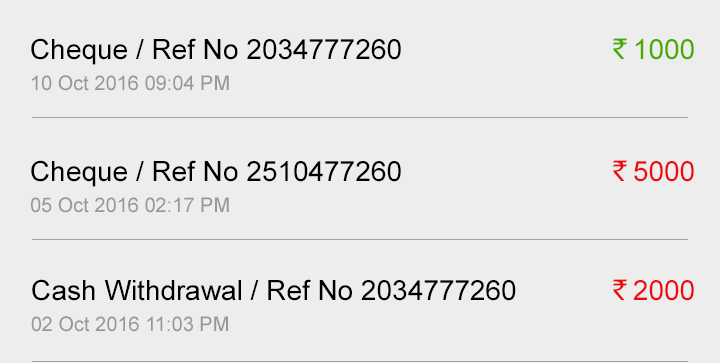 Cheque / Ref No 2034777260
₹ 1000
10 Oct 2016 09:04 PM
Cheque / Ref No 2510477260
₹ 5000
05 Oct 2016 02:17 PM
Cash Withdrawal / Ref No 2034777260
₹ 2000
02 Oct 2016 11:03 PM